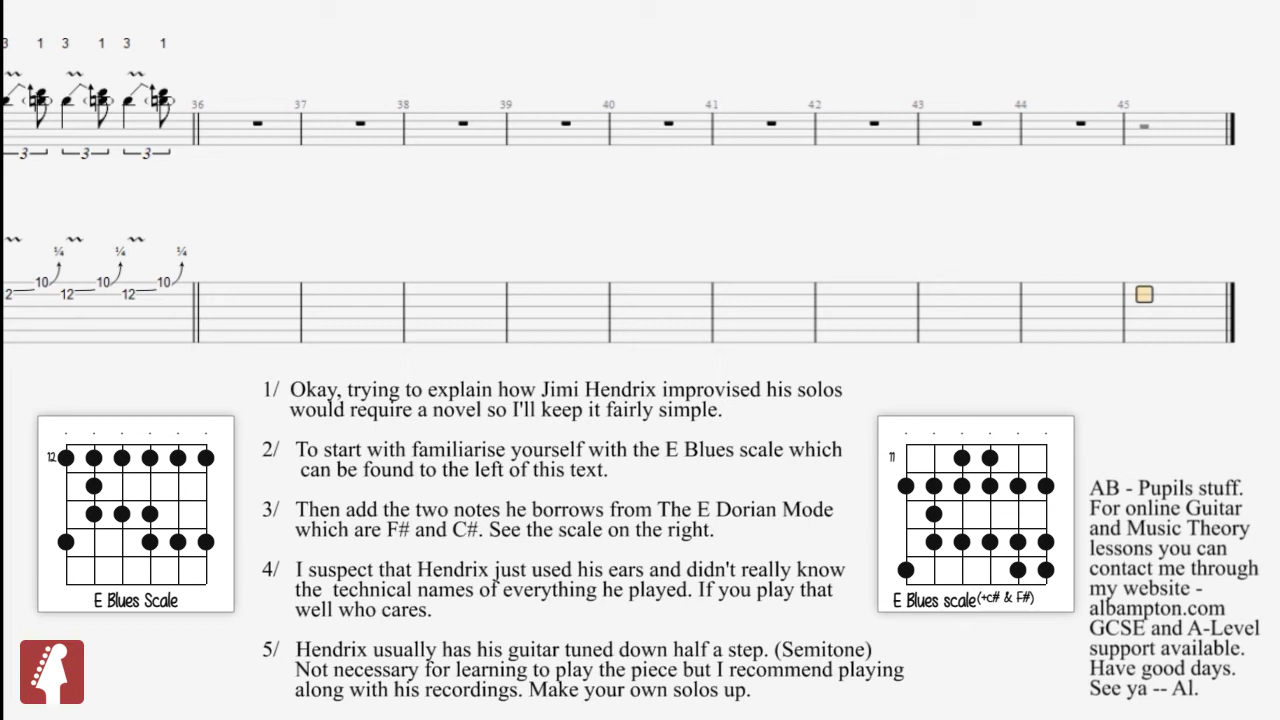 3 1 3 1 3 1
36 37 38 39 40 41 42 43 44 45
3 3 3
¼ ¼ ¼
10 10 10
2 12 12
1/ Okay, trying to explain how Jimi Hendrix improvised his solos
would require a novel so I'll keep it fairly simple.
2/ To start with familiarise yourself with the E Blues scale which
can be found to the left of this text.
3/ Then add the two notes he borrows from The E Dorian Mode
which are F# and C#. See the scale on the right.
4/ I suspect that Hendrix just used his ears and didn't really know
the technical names of everything he played. If you play that
well who cares.
5/ Hendrix usually has his guitar tuned down half a step. (Semitone)
Not necessary for learning to play the piece but I recommend playing
along with his recordings. Make your own solos up.
12
E Blues Scale
11
E Blues scale(+c# & F#)
AB - Pupils stuff.
For online Guitar
and Music Theory
lessons you can
contact me through
my website -
albampton.com
GCSE and A-Level
support available.
Have good days.
See ya -- Al.